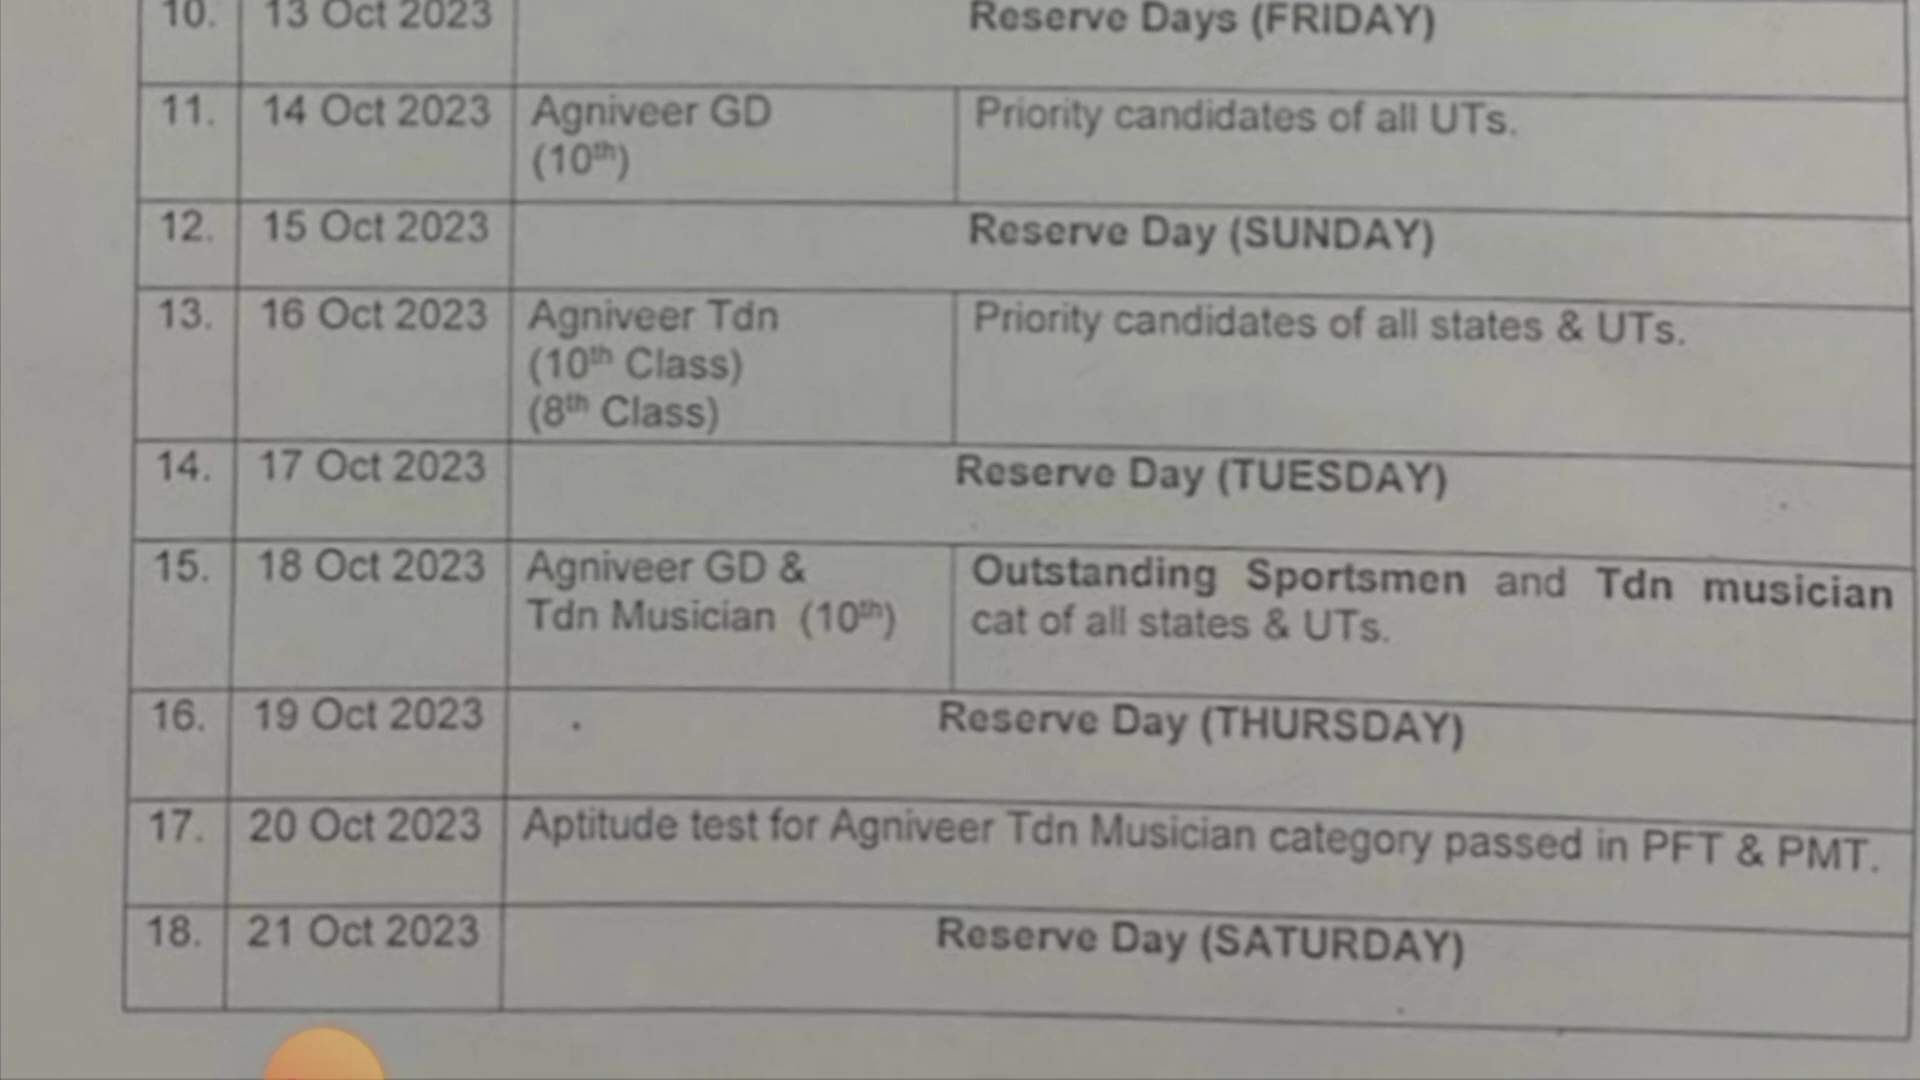 10. 13 Oct 2023 Reserve Days (FRIDAY)
11. 14 Oct 2023 Agniveer GD Priority candidates of all UTs.
(10th)
12. 15 Oct 2023 Reserve Day (SUNDAY)
13. 16 Oct 2023 Agniveer Tdn Priority candidates of all states & UTs.
(10th Class)
(8th Class)
14. 17 Oct 2023 Reserve Day (TUESDAY)
15. 18 Oct 2023 Agniveer GD & Outstanding Sportsmen and Tdn musician
Tdn Musician (10th) cat of all states & UTs.
16. 19 Oct 2023 Reserve Day (THURSDAY)
17. 20 Oct 2023 Aptitude test for Agniveer Tdn Musician category passed in PFT & PMT.
18. 21 Oct 2023 Reserve Day (SATURDAY)